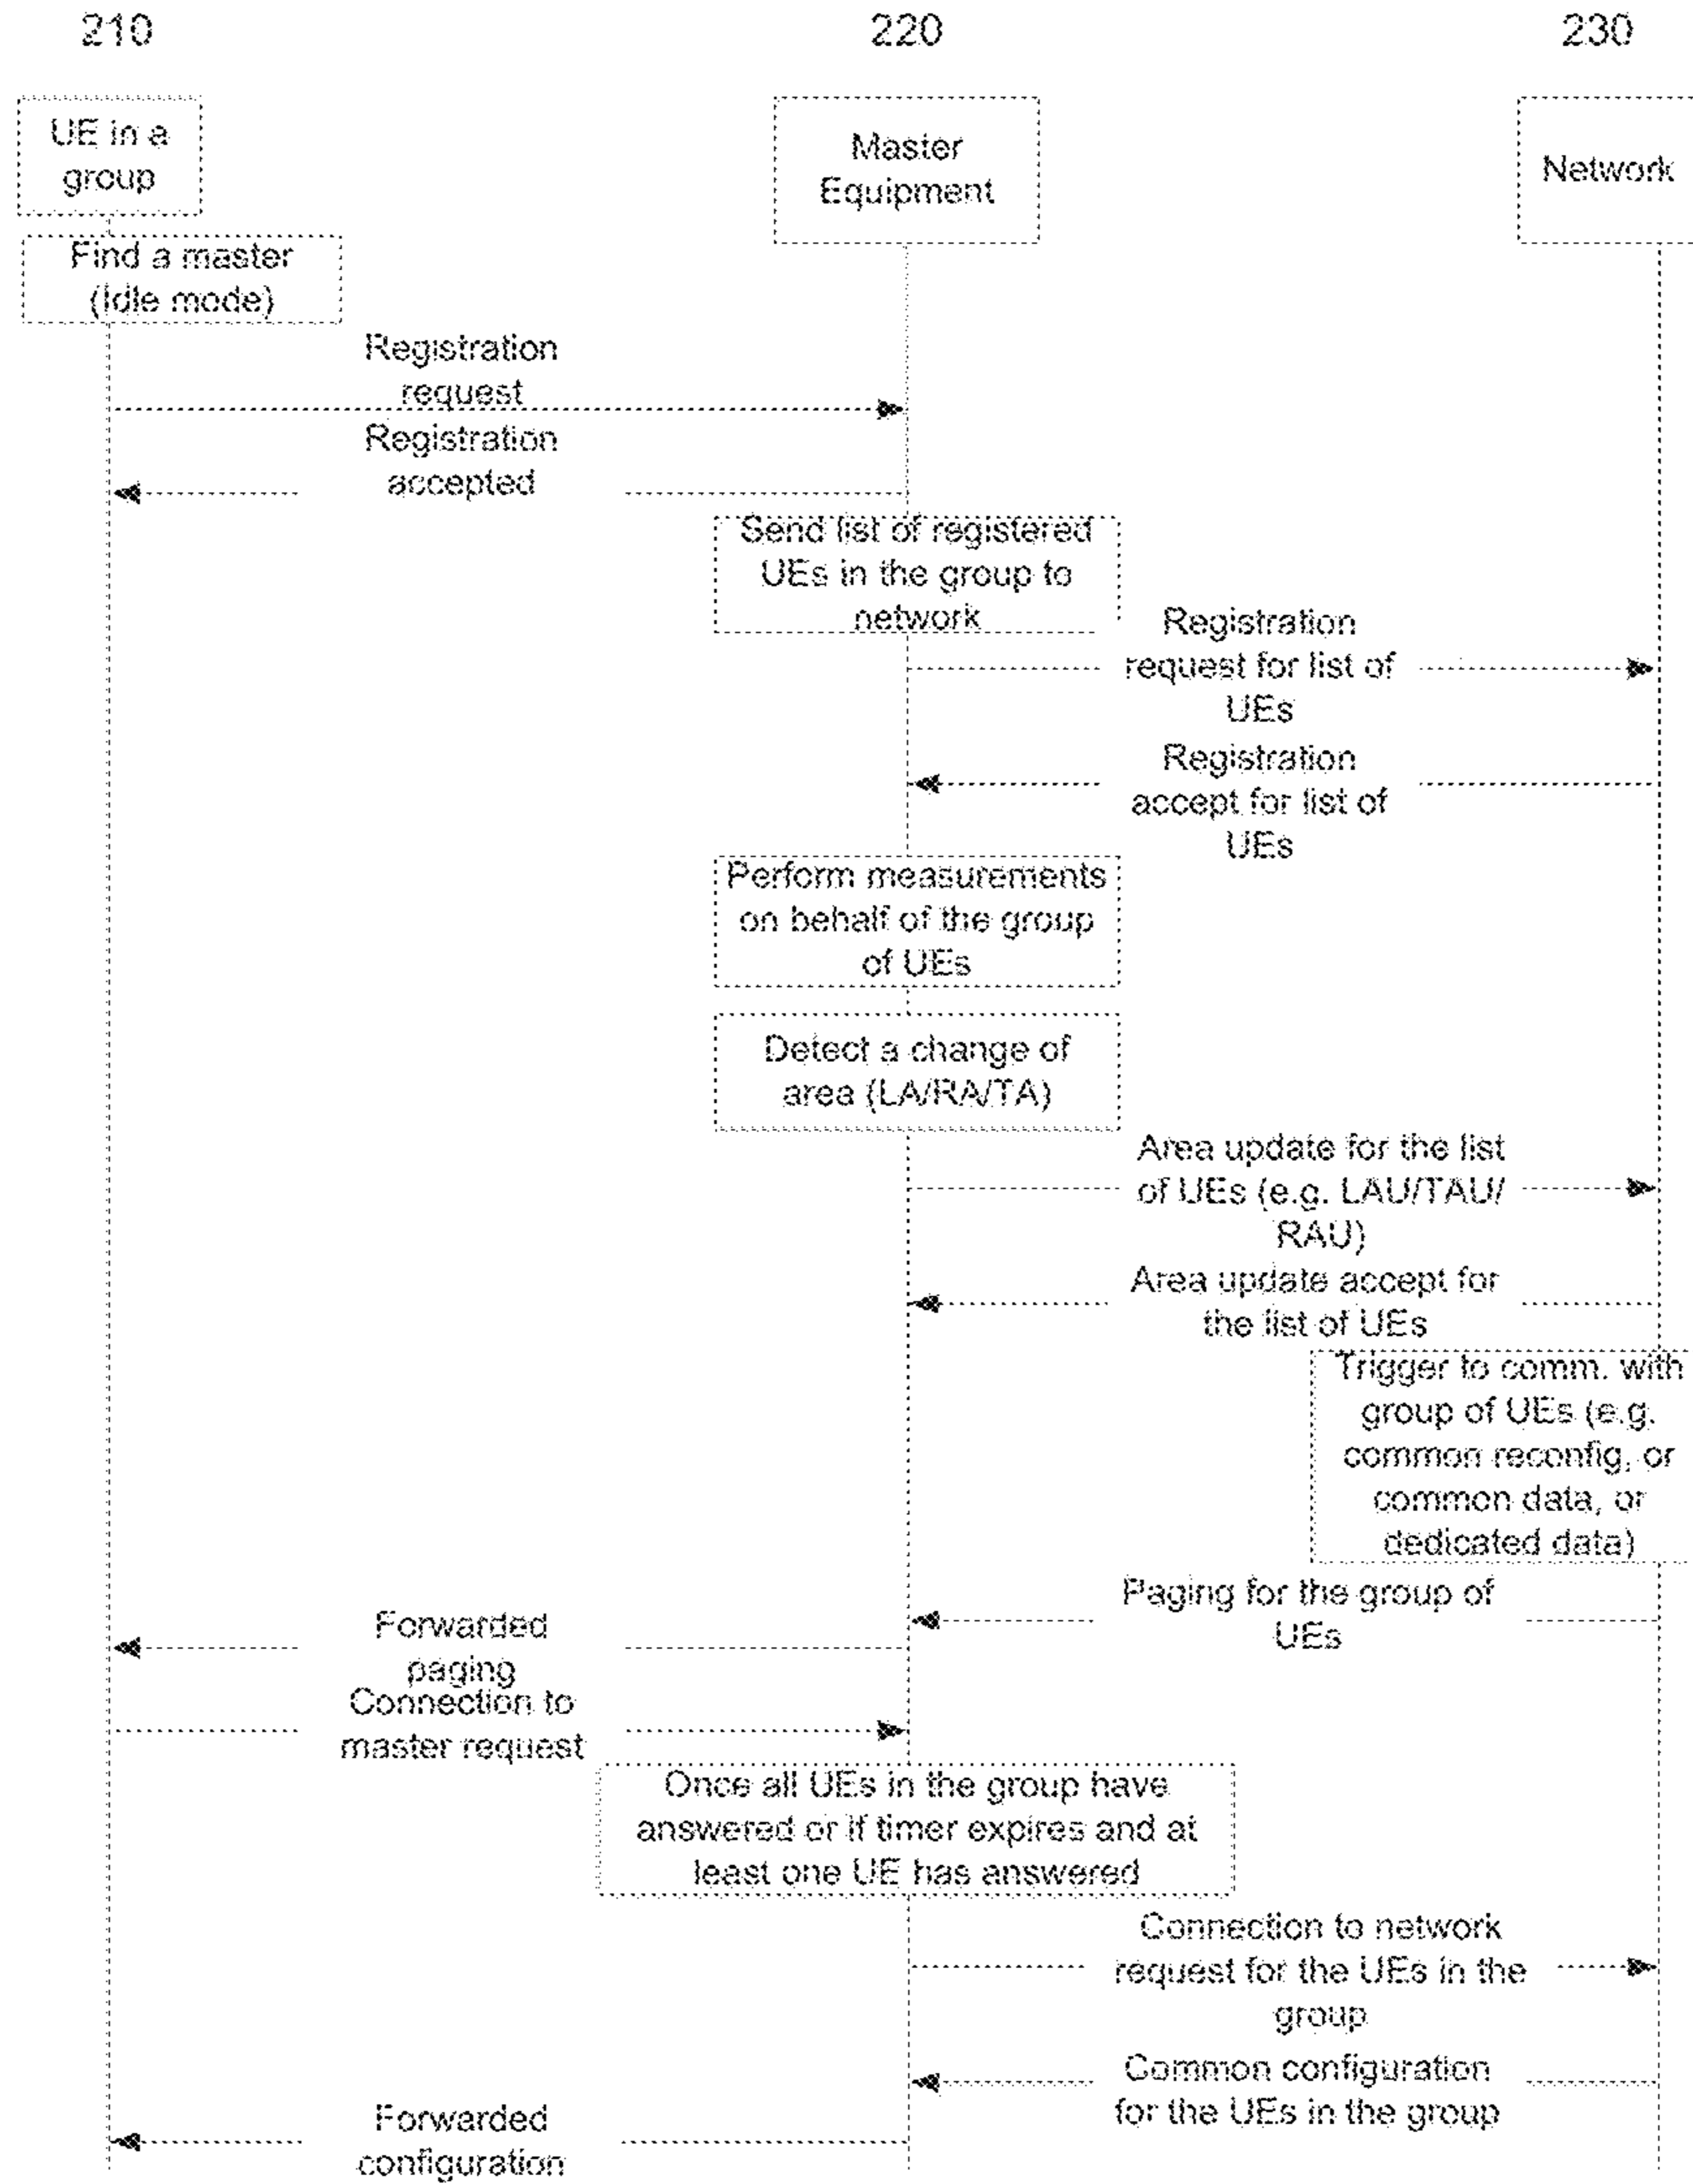 210
220
230
UE in a
group
Master
Equipment
Network
Find a master
(Idle mode)
Registration
request
Registration
accepted
Send list of registered
UEs in the group to
network
Registration
request for list of
UEs
Registration
accept for list of
UEs
Perform measurements
on behalf of the group
of UEs
Detect a change of
area (LA/RA/TA)
Area update for the list
of UEs (e.g. LAU/TAU/
RAU)
Area update accept for
the list of UEs
Trigger to comm. with
group of UEs (e.g.
common reconfig, or
common data, or
dedicated data)
Paging for the group of
UEs
Forwarded
paging
Connection to
master request
Once all UEs in the group have
answered or if timer expires and at
least one UE has answered
Connection to network
request for the UEs in the
group
Common configuration
for the UEs in the group
Forwarded
configuration